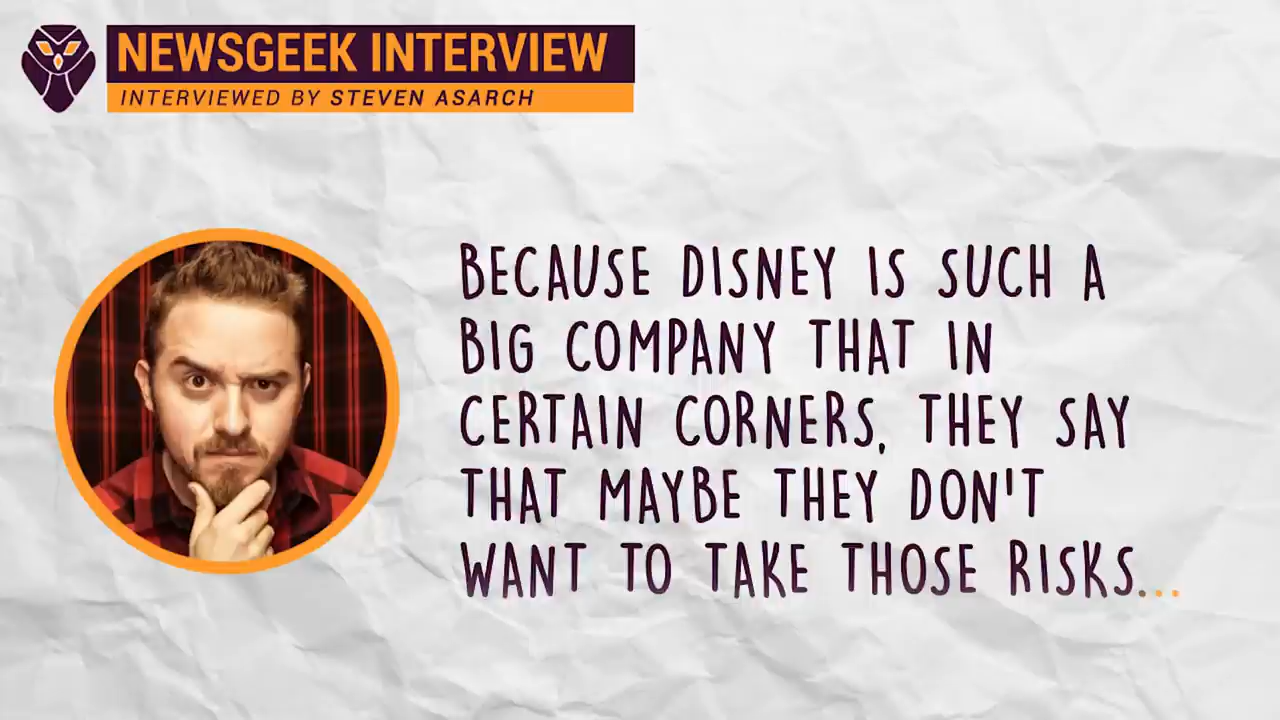 NEWSGEEK INTERVIEW
INTERVIEWED BY STEVEN ASARCH
BECAUSE DISNEY IS SUCH A
BIG COMPANY THAT IN
CERTAIN CORNERS, THEY SAY
THAT MAYBE THEY DON'T
WANT TO TAKE THOSE RISKS...